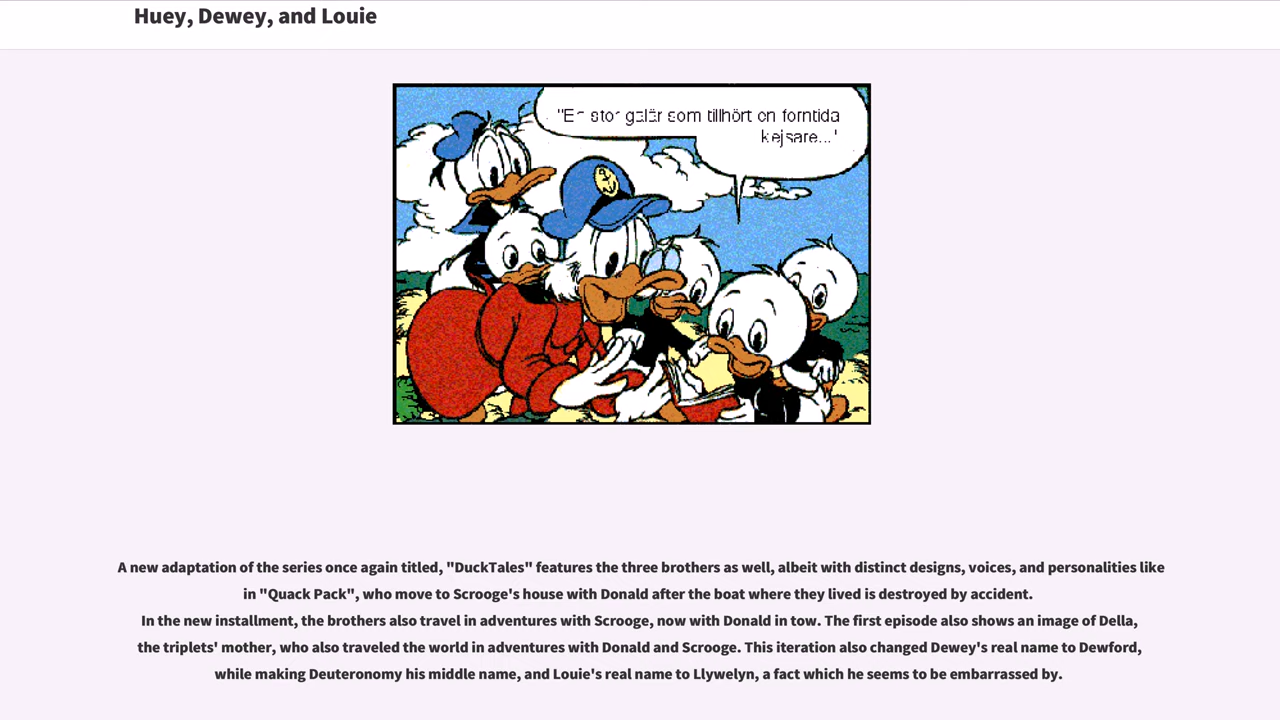 Huey, Dewey, and Louie
"En stor galär som tillhört en forntida
kejsare..."
A new adaptation of the series once again titled, "DuckTales" features the three brothers as well, albeit with distinct designs, voices, and personalities like
in "Quack Pack", who move to Scrooge's house with Donald after the boat where they lived is destroyed by accident.
In the new installment, the brothers also travel in adventures with Scrooge, now with Donald in tow. The first episode also shows an image of Della,
the triplets' mother, who also traveled the world in adventures with Donald and Scrooge. This iteration also changed Dewey's real name to Dewford,
while making Deuteronomy his middle name, and Louie's real name to Llywelyn, a fact which he seems to be embarrassed by.